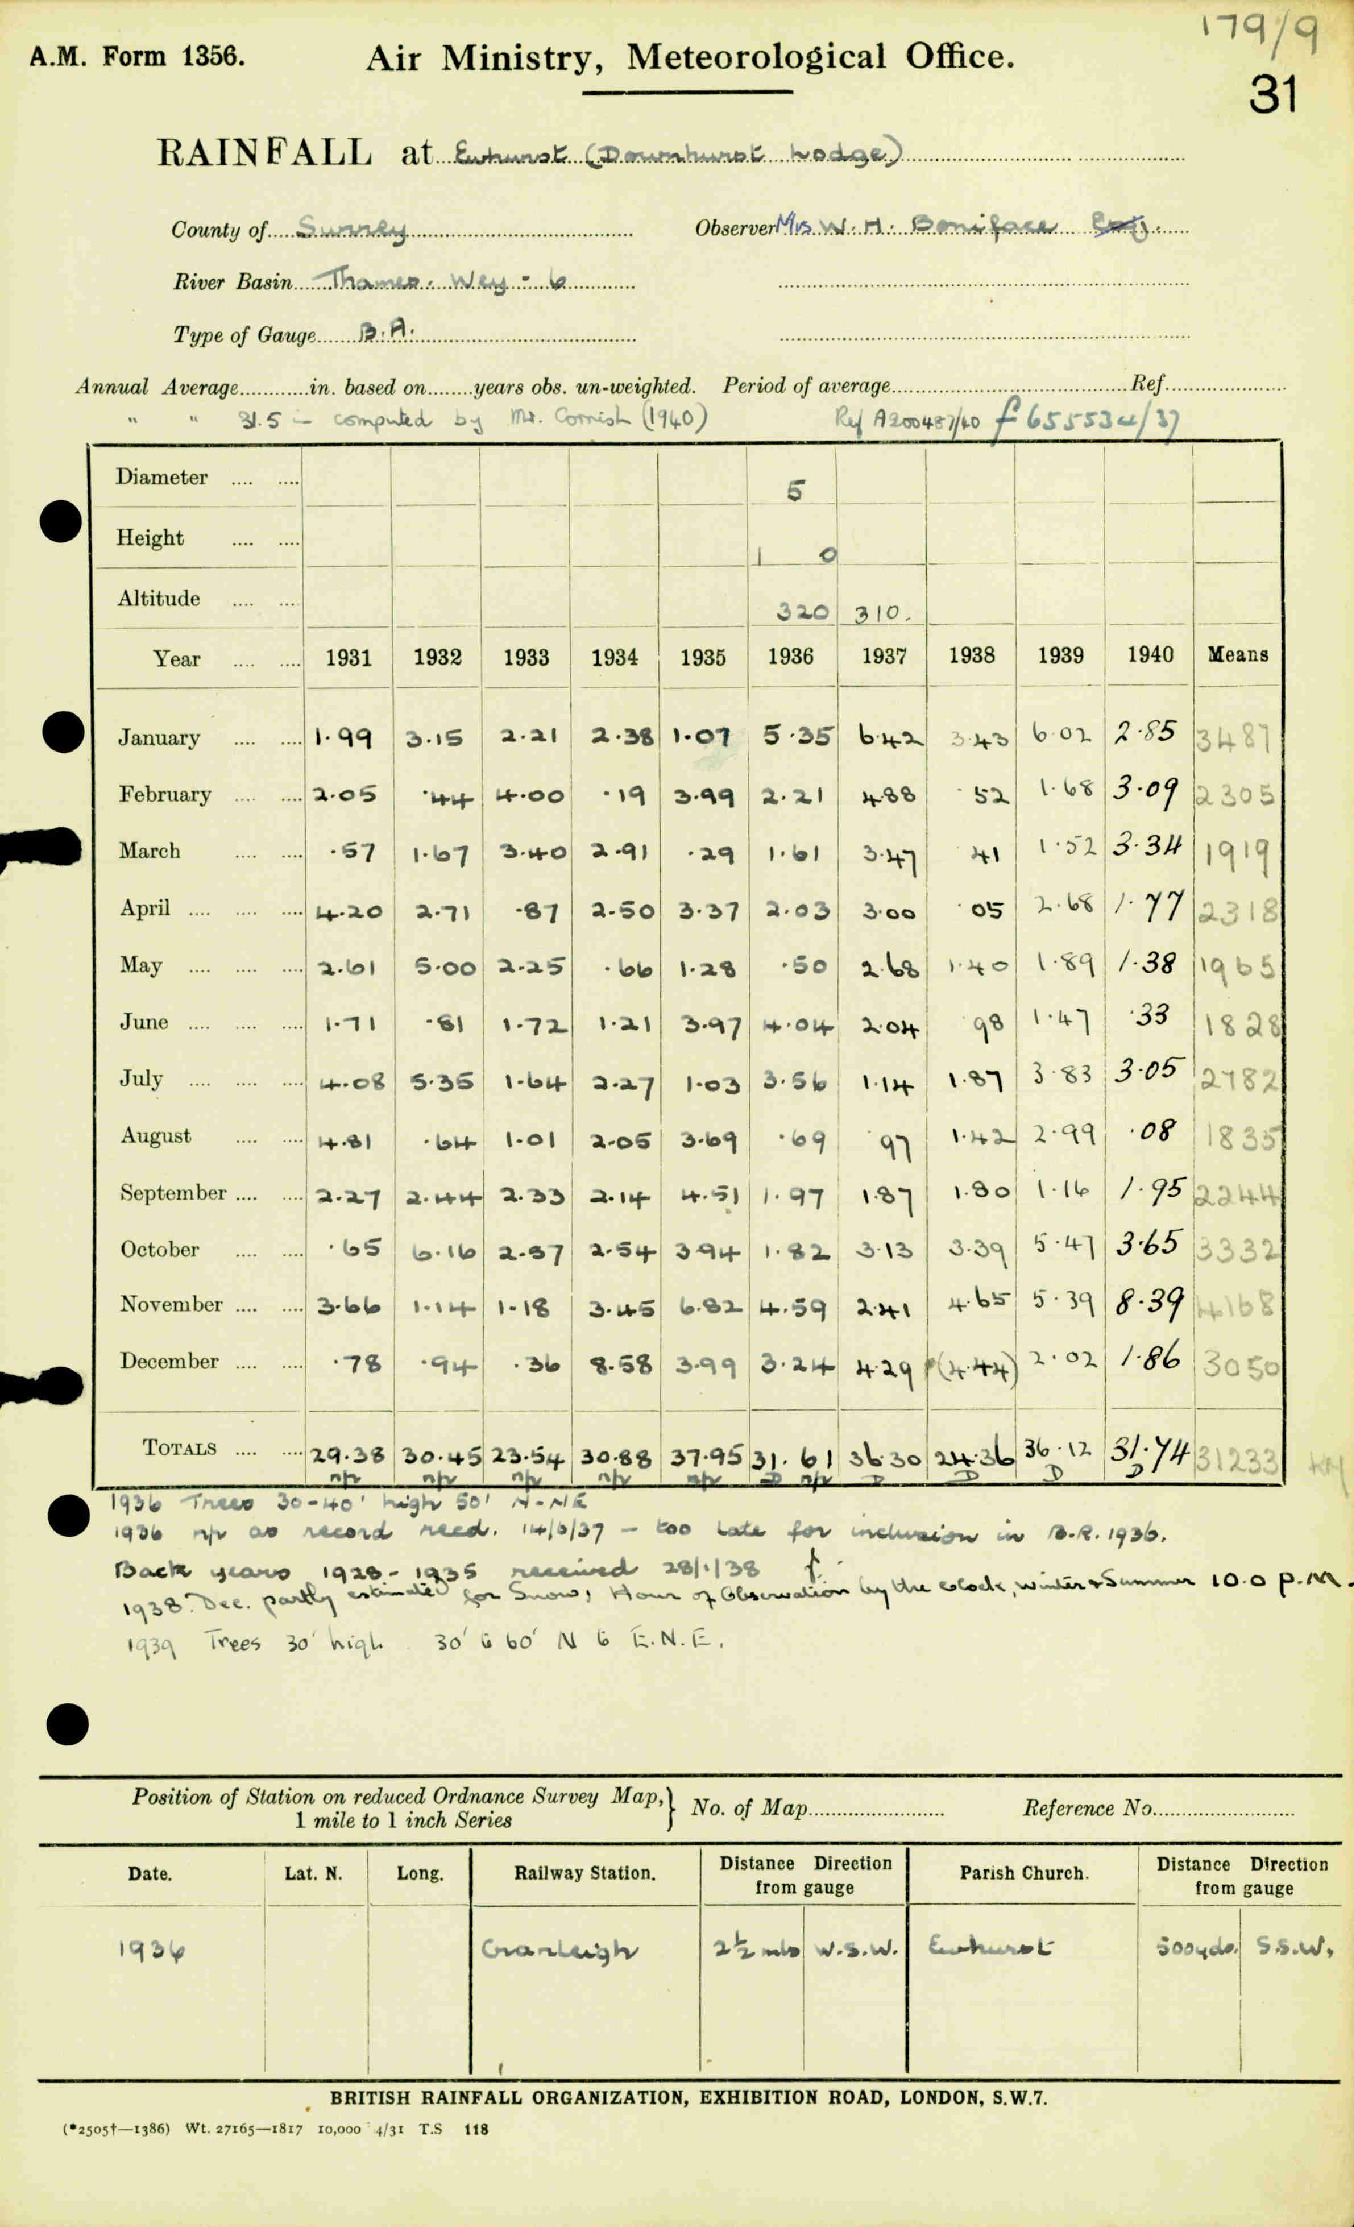 179/9
31
A.M. Form 1356.
Air Ministry, Meteorological Office.
RAINFALL at Ewhurst (Downhurst Lodge)
County of Surrey Observer Mrs W. H. Boniface Esq.
River Basin Thames. Wey - 6
Type of Gauge B.A.
Annual Average in. based on years obs. un-weighted. Period of average Ref.
" " 31.5 in computed by Mr. Cornish (1940) Ref A200487/40 f 655534/37
Diameter 5
Height 1 0
Altitude 320 310.
Year 1931 1932 1933 1934 1935 1936 1937 1938 1939 1940 Means
January 1.99 3.15 2.21 2.38 1.07 5.35 6.42 3.43 6.02 2.85 3487
February 2.05 .44 4.00 .19 3.99 2.21 4.88 .52 1.68 3.09 2305
March .57 1.67 3.40 2.91 .29 1.61 3.47 41 1.52 3.34 1919
April 4.20 2.71 .87 2.50 3.37 2.03 3.00 .05 2.68 1.77 2318
May 2.61 5.00 2.25 .66 1.28 .50 2.68 1.40 1.89 1.38 1965
June 1.71 .81 1.72 1.21 3.97 4.04 2.04 98 1.47 .33 1828
July 4.08 5.35 1.64 2.27 1.03 3.56 1.14 1.87 3.83 3.05 2782
August 4.81 .64 1.01 2.05 3.69 .69 97 1.42 2.99 .08 1835
September 2.27 2.44 2.33 2.14 4.51 1.97 1.87 1.80 1.16 1.95 2244
October .65 6.16 2.57 2.54 3.94 1.82 3.13 3.39 5.47 3.65 3332
November 3.66 1.14 1.18 3.45 6.82 4.59 2.41 4.65 5.39 8.39 4168
December .78 .94 .36 8.58 3.99 3.24 4.29 (4.44) 2.02 1.86 3050
TOTALS 29.38 30.45 23.54 30.88 37.95 31.61 36.30 24.36 36.12 31.74 31233
n/r n/r n/r n/r n/r D n/r D D D D
1936 Trees 30-40' high 50' N-NE
1936 n/r as record recd. 14/6/37 - too late for inclusion in B.R. 1936.
Back years 1928-1935 received 28/1/38 f.
1938. Dec. partly estimated for Snow, Hour of Observation by the clock, winter & Summer 10.0 p.m.
1939 Trees 30' high 30' to 60' N to E.N.E.
Position of Station on reduced Ordnance Survey Map, 1 mile to 1 inch Series } No. of Map Reference No.
Date. Lat. N. Long. Railway Station. Distance Direction from gauge Parish Church. Distance Direction from gauge
1936 Cranleigh 2½ mls W.S.W. Ewhurst 500yds. S.S.W.
BRITISH RAINFALL ORGANIZATION, EXHIBITION ROAD, LONDON, S.W.7.
(*2505†—1386) Wt. 27165—1817 10,000 4/31 T.S 118